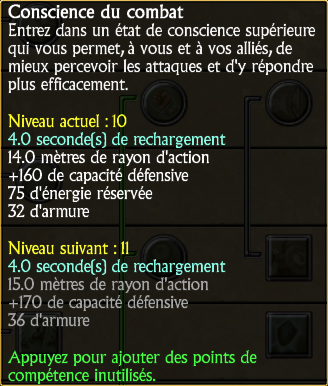 Conscience du combat
Entrez dans un état de conscience supérieure
qui vous permet, à vous et à vos alliés, de
mieux percevoir les attaques et d'y répondre
plus efficacement.
Niveau actuel : 10
4.0 seconde(s) de rechargement
14.0 mètres de rayon d'action
+160 de capacité défensive
75 d'énergie réservée
32 d'armure
Niveau suivant : 11
4.0 seconde(s) de rechargement
15.0 mètres de rayon d'action
+170 de capacité défensive
36 d'armure
Appuyez pour ajouter des points de
compétence inutilisés.